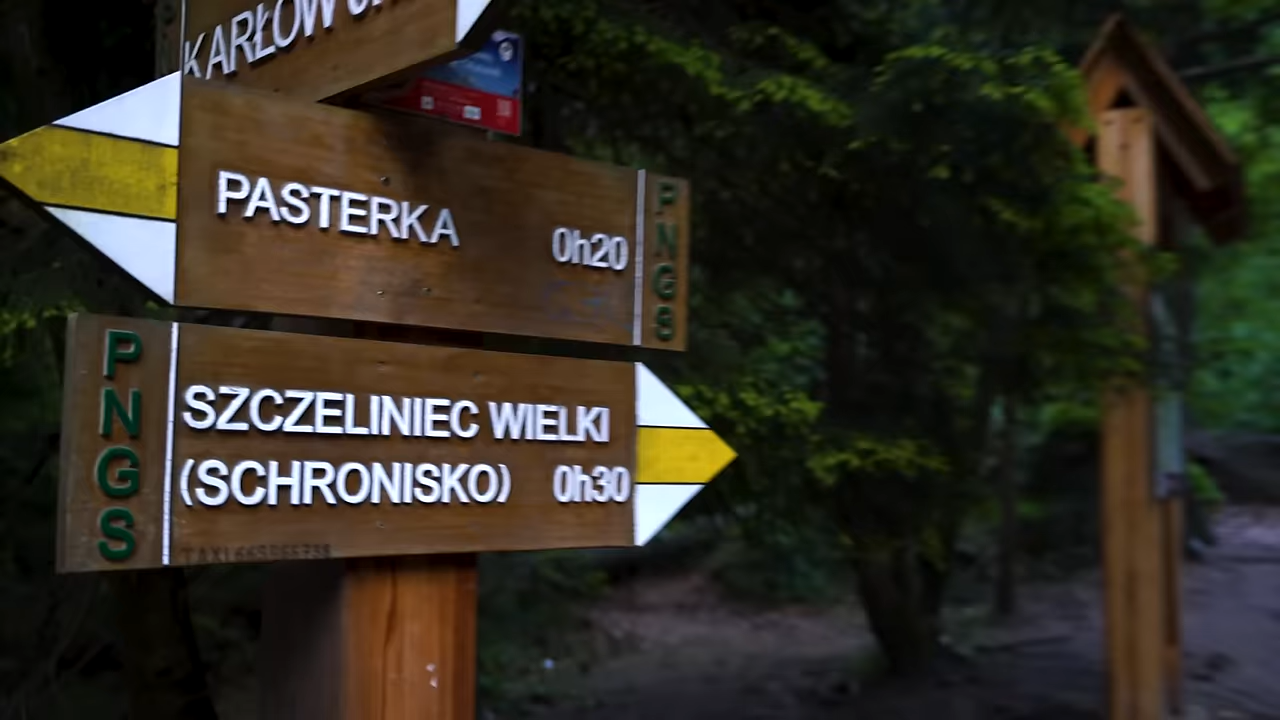 PASTERKA 0h20
PNGS
PNGS
SZCZELINIEC WIELKI
(SCHRONISKO) 0h30